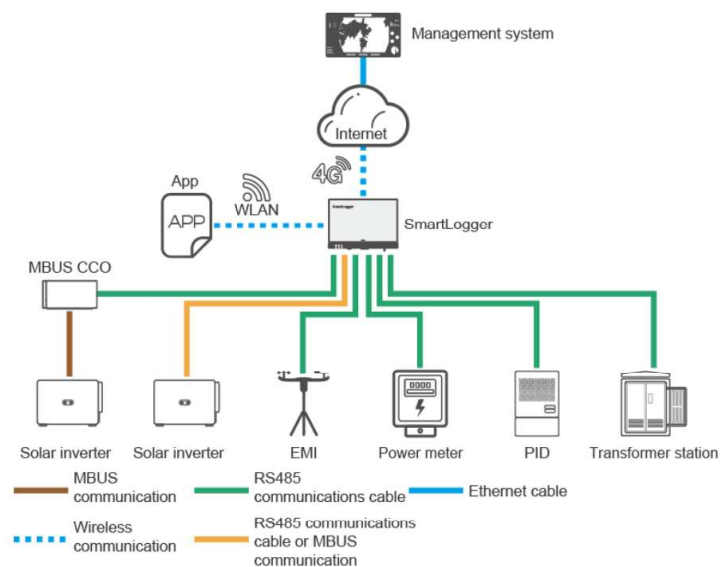 Management system
Internet
4G
App
WLAN
APP
SmartLogger
MBUS CCO
0000
Solar inverter
Solar inverter
EMI
Power meter
PID
Transformer station
MBUS
communication
RS485
communications cable
Ethernet cable
Wireless
communication
RS485 communications
cable or MBUS
communication